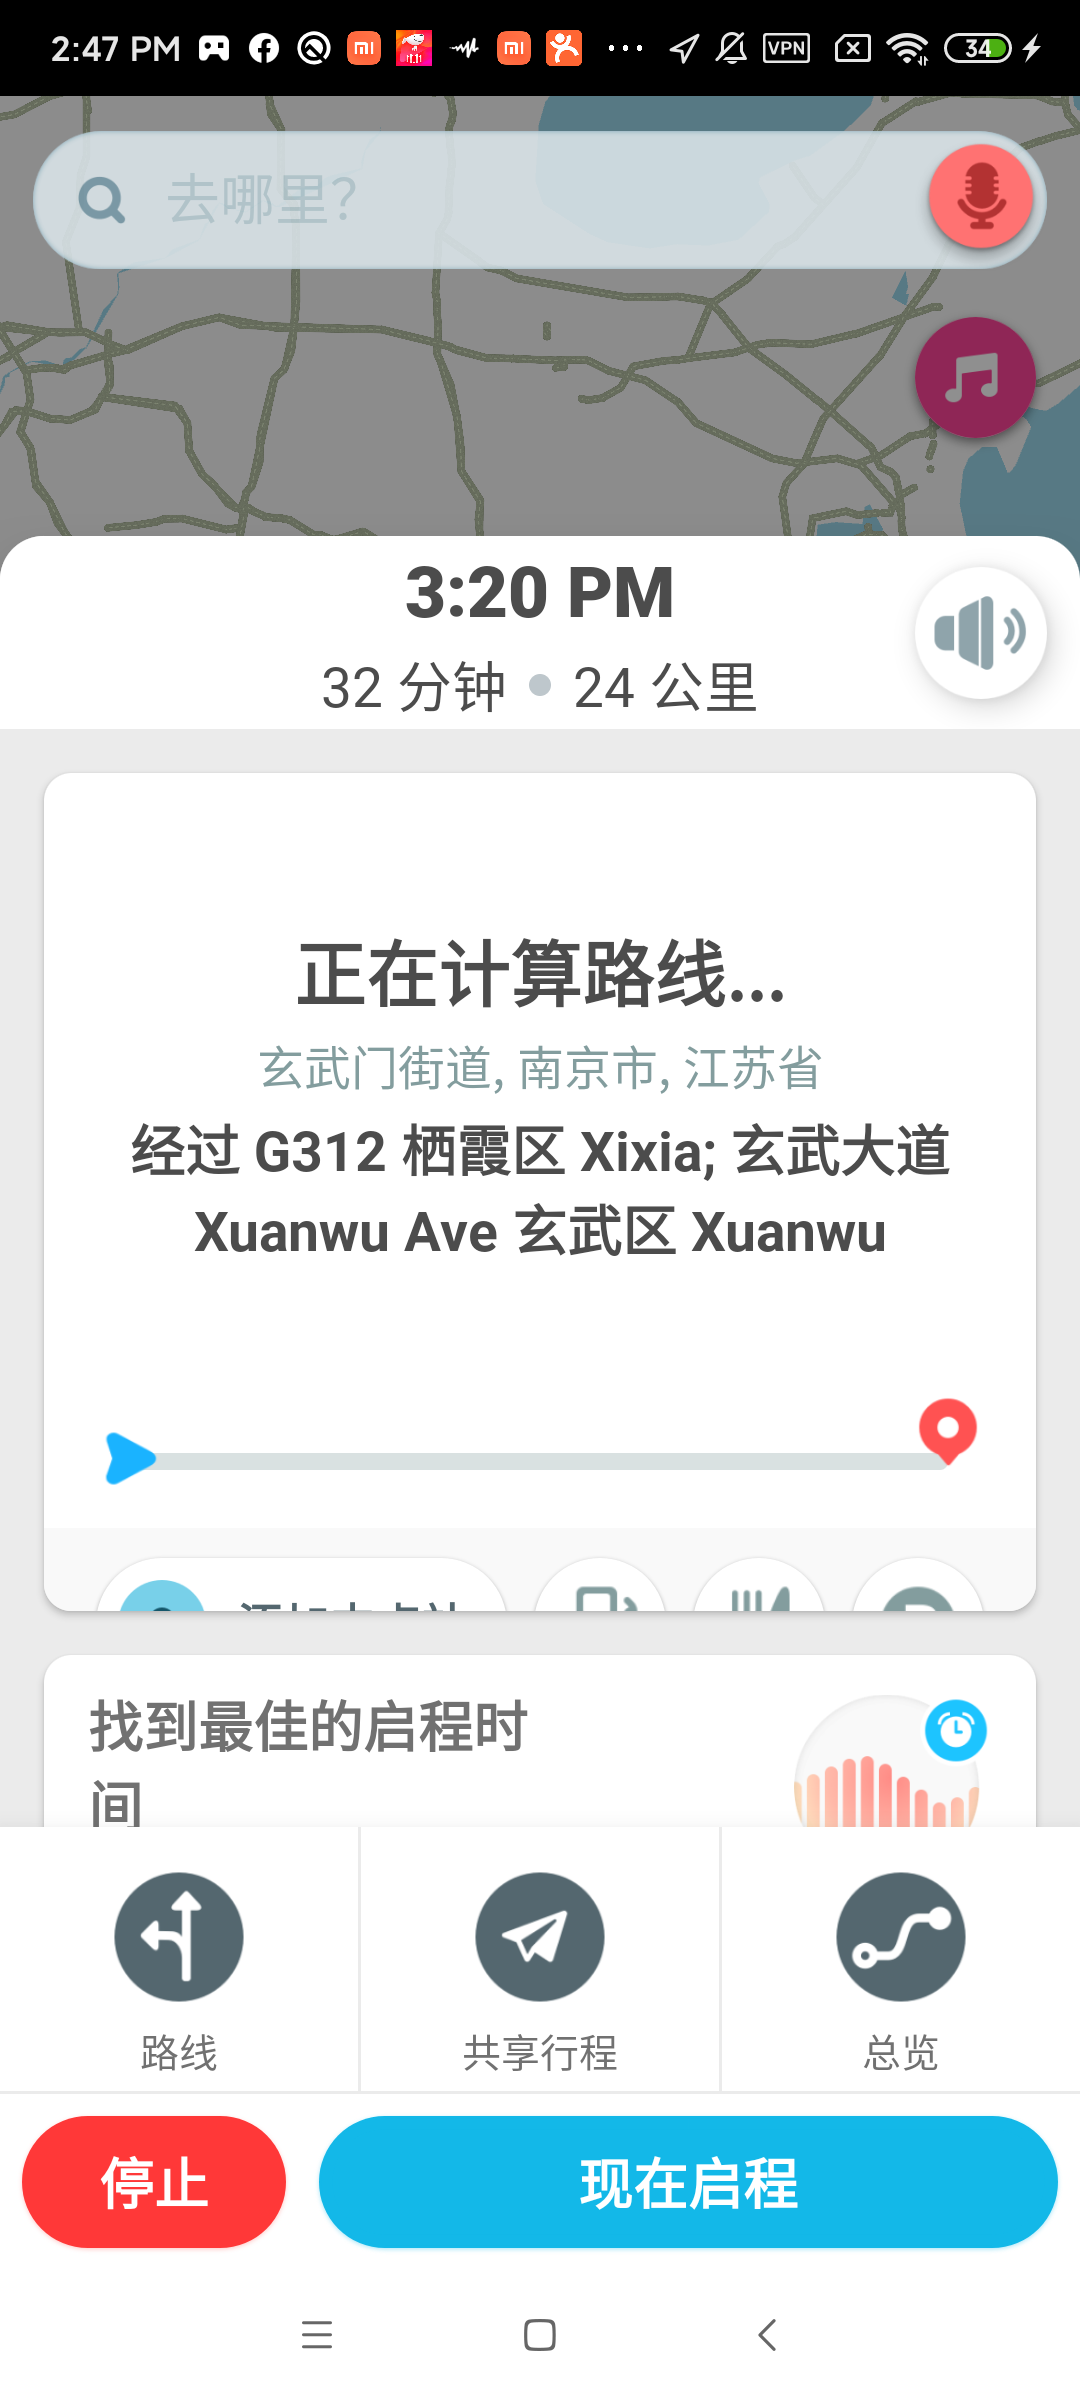 2:47 PM
VPN
34
去哪里?
3:20 PM
32 分钟 24 公里
正在计算路线...
玄武门街道, 南京市, 江苏省
经过 G312 栖霞区 Xixia; 玄武大道
Xuanwu Ave 玄武区 Xuanwu
找到最佳的启程时
间
路线
共享行程
总览
停止
现在启程